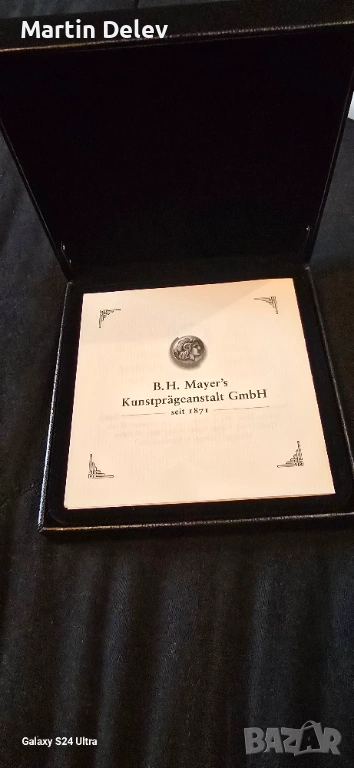 Martin Delev
B.H. Mayer's
Kunstprägeanstalt GmbH
seit 1871
Galaxy S24 Ultra
BAZAR